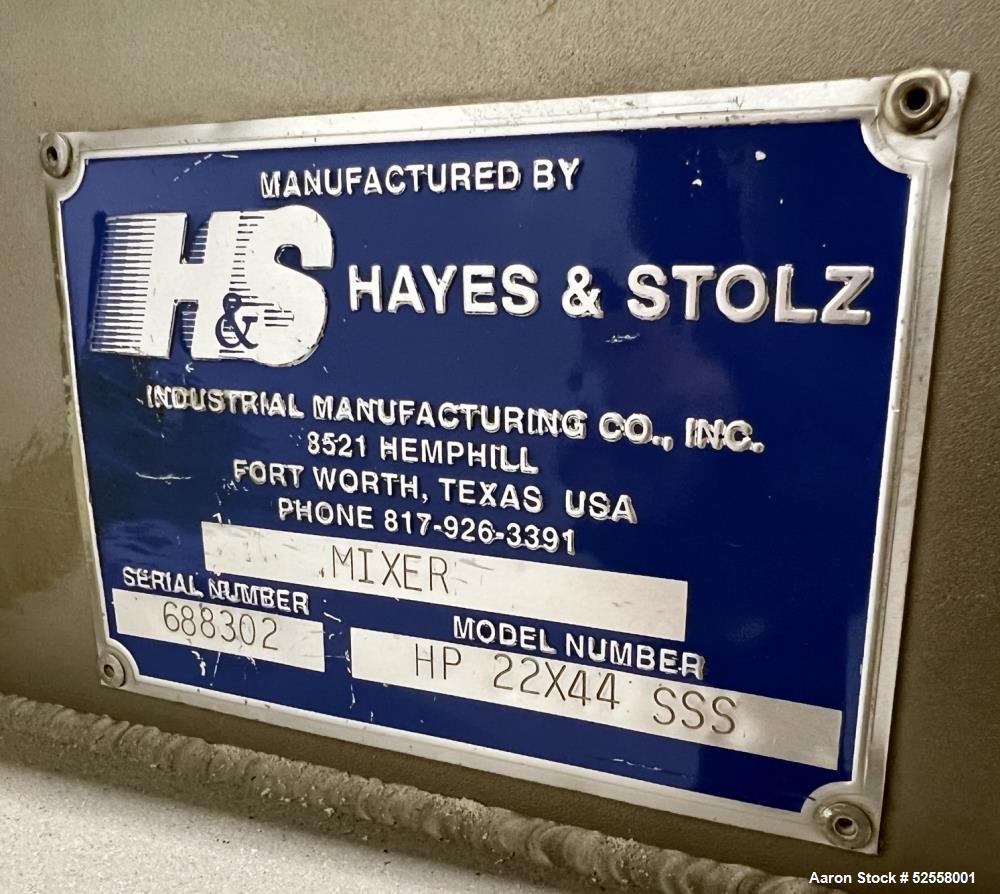 MANUFACTURED BY
H&S HAYES & STOLZ
INDUSTRIAL MANUFACTURING CO., INC.
8521 HEMPHILL
FORT WORTH, TEXAS USA
PHONE 817-926-3391
MIXER
SERIAL NUMBER
688302
MODEL NUMBER
HP 22X44 SSS
Aaron Stock # 52558001